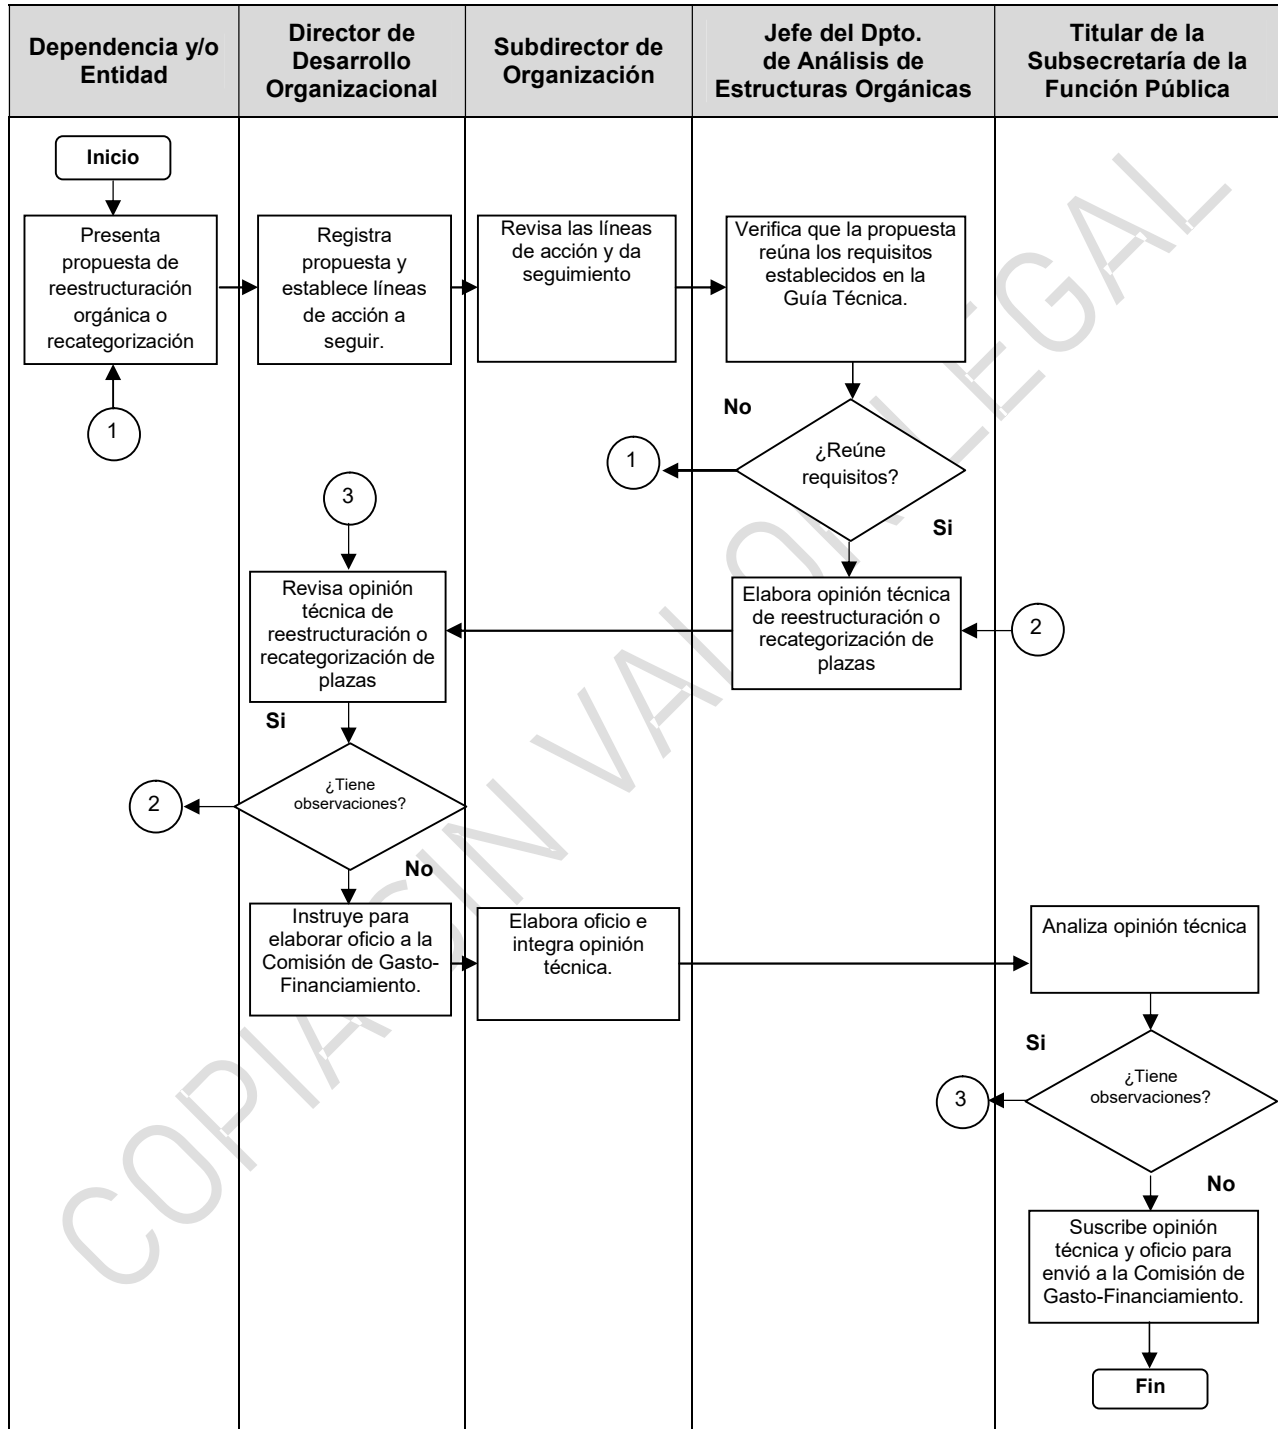 Dependencia y/o
Entidad
Director de
Desarrollo
Organizacional
Subdirector de
Organización
Jefe del Dpto.
de Análisis de
Estructuras Orgánicas
Titular de la
Subsecretaría de la
Función Pública
Inicio
Presenta
propuesta de
reestructuración
orgánica o
recategorización
Registra
propuesta y
establece líneas
de acción a
seguir.
Revisa las líneas
de acción y da
seguimiento
Verifica que la propuesta
reúna los requisitos
establecidos en la
Guía Técnica.
1
No
¿Reúne
requisitos?
1
Si
3
Elabora opinión técnica
de reestructuración o
recategorización de
plazas
2
Revisa opinión
técnica de
reestructuración o
recategorización de
plazas
Si
¿Tiene
observaciones?
2
No
Instruye para
elaborar oficio a la
Comisión de Gasto-
Financiamiento.
Elabora oficio e
integra opinión
técnica.
Analiza opinión técnica
Si
¿Tiene
observaciones?
3
No
Suscribe opinión
técnica y oficio para
envió a la Comisión de
Gasto-Financiamiento.
Fin
COPIA SIN VALOR LEGAL